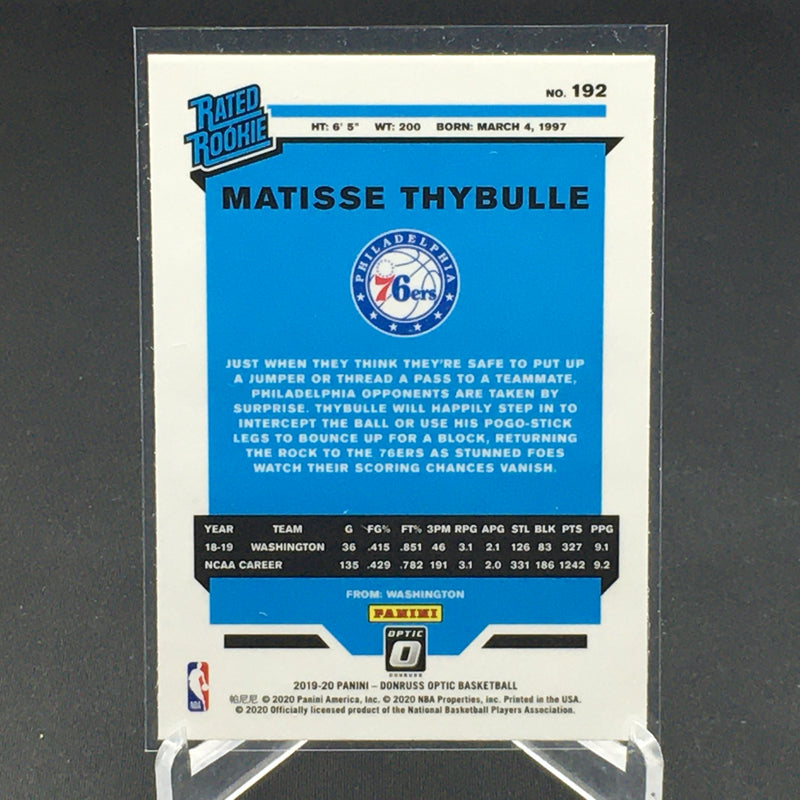 RATED
ROOKIE
NO. 192
HT: 6' 5" WT: 200 BORN: MARCH 4, 1997
MATISSE THYBULLE
PHILADELPHIA
76ers
JUST WHEN THEY THINK THEY'RE SAFE TO PUT UP
A JUMPER OR THREAD A PASS TO A TEAMMATE,
PHILADELPHIA OPPONENTS ARE TAKEN BY
SURPRISE. THYBULLE WILL HAPPILY STEP IN TO
INTERCEPT THE BALL OR USE HIS POGO-STICK
LEGS TO BOUNCE UP FOR A BLOCK, RETURNING
THE ROCK TO THE 76ERS AS STUNNED FOES
WATCH THEIR SCORING CHANCES VANISH.
YEAR TEAM G FG% FT% 3PM RPG APG STL BLK PTS PPG
18-19 WASHINGTON 36 .415 .851 46 3.1 2.1 126 83 327 9.1
NCAA CAREER 135 .429 .782 191 3.1 2.0 331 186 1242 9.2
FROM: WASHINGTON
PANINI
OPTIC
O
DONRUSS
NBA
2019-20 PANINI – DONRUSS OPTIC BASKETBALL
帕尼尼 © 2020 Panini America, Inc. © 2020 NBA Properties, Inc. Printed in the USA.
© 2020 Officially licensed product of the National Basketball Players Association.